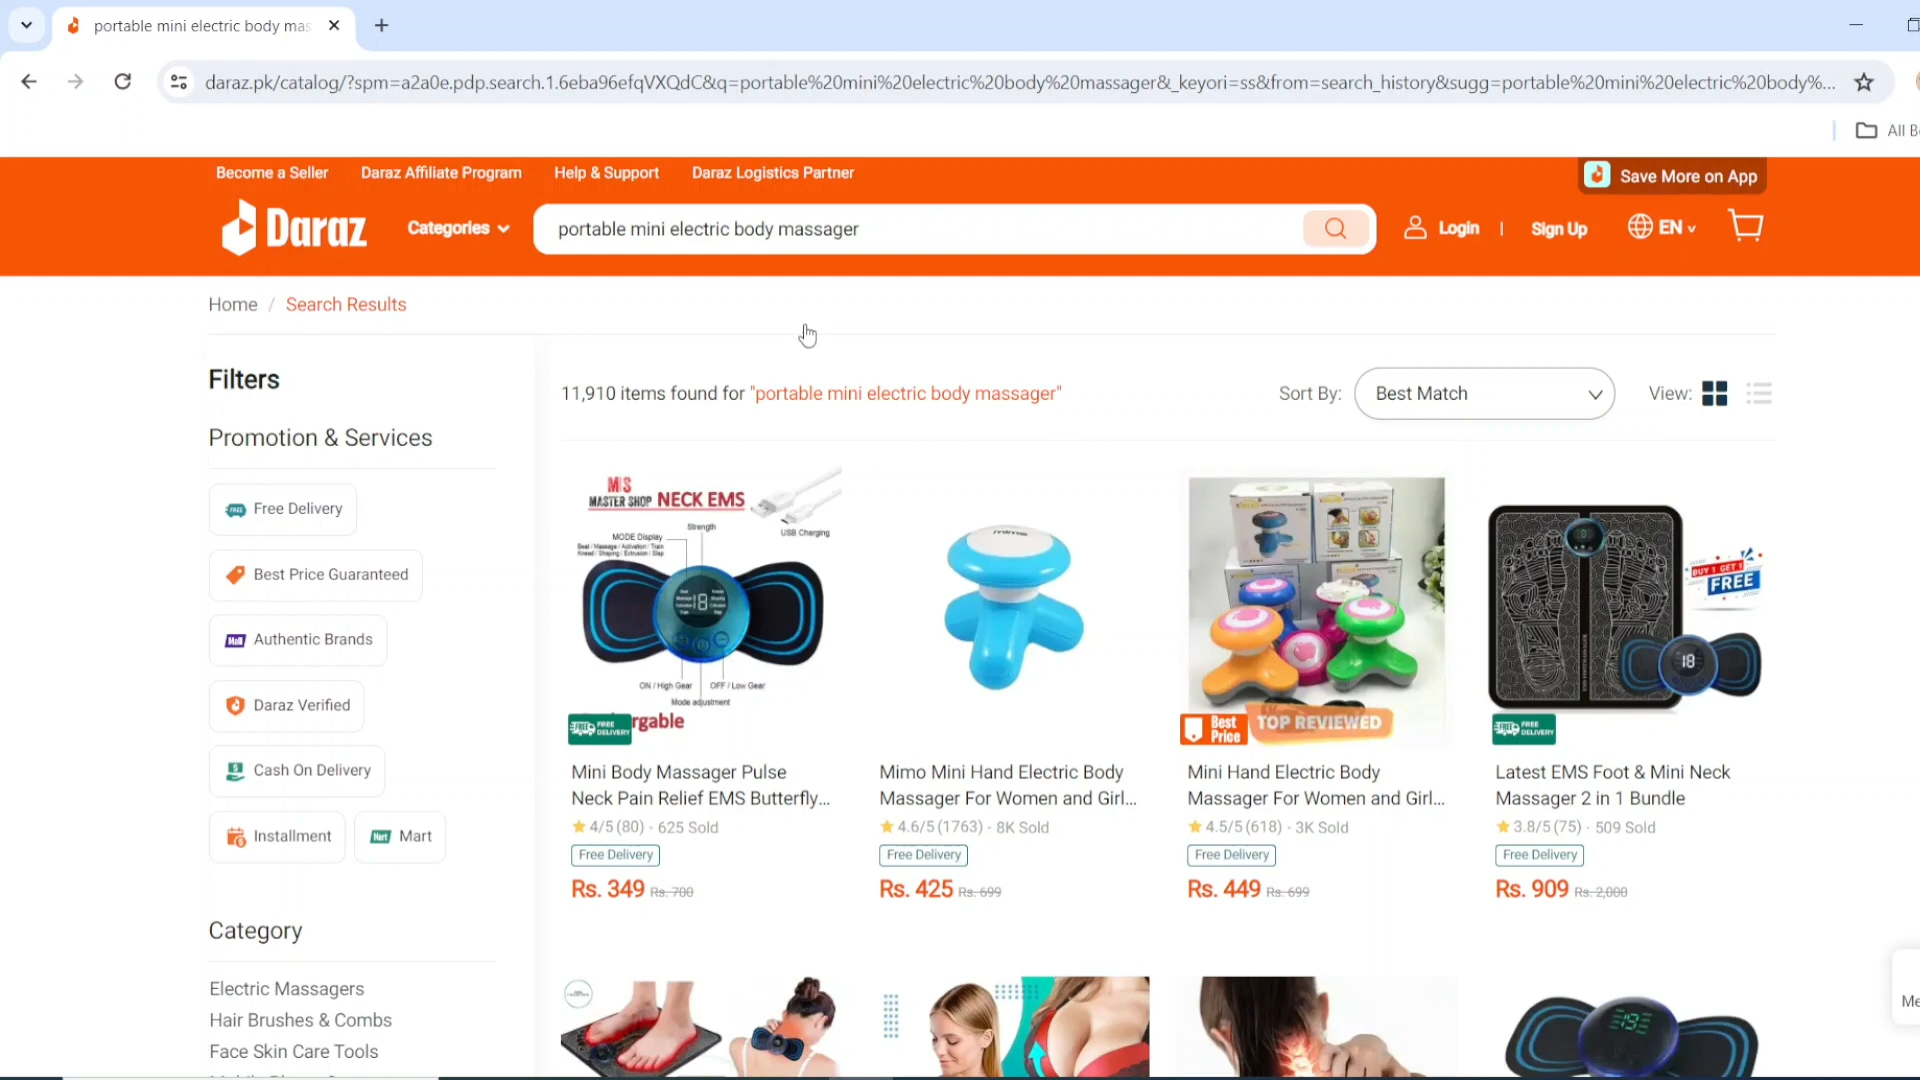 portable mini electric body mas
daraz.pk/catalog/?spm=a2a0e.pdp.search.1.6eba96efqVXQdC&q=portable%20mini%20electric%20body%20massager&_keyori=ss&from=search_history&sugg=portable%20mini%20electric%20body%...
All B
Become a Seller Daraz Affiliate Program Help & Support Daraz Logistics Partner Save More on App
Daraz Categories portable mini electric body massager Login | Sign Up EN
Home / Search Results
Filters
11,910 items found for "portable mini electric body massager" Sort By: Best Match View:
Promotion & Services
Free Delivery
Best Price Guaranteed
Authentic Brands
Daraz Verified
Cash On Delivery
Installment Mart
Category
Electric Massagers
Hair Brushes & Combs
Face Skin Care Tools
MS
MASTER SHOP NECK EMS
Strength
USB Charging
MODE Display
ON / High Gear OFF / Low Gear
Mode adjustment
FREE DELIVERY rgable
Mini Body Massager Pulse
Neck Pain Relief EMS Butterfly...
4/5 (80) · 625 Sold
Free Delivery
Rs. 349 Rs. 700
mimo
Mimo Mini Hand Electric Body
Massager For Women and Girl...
4.6/5 (1763) · 8K Sold
Free Delivery
Rs. 425 Rs. 699
Best Price TOP REVIEWED
Mini Hand Electric Body
Massager For Women and Girl...
4.5/5 (618) · 3K Sold
Free Delivery
Rs. 449 Rs. 699
BUY 1 GET 1
FREE
18
FREE DELIVERY
Latest EMS Foot & Mini Neck
Massager 2 in 1 Bundle
3.8/5 (75) · 509 Sold
Free Delivery
Rs. 909 Rs. 2,000
19
Me